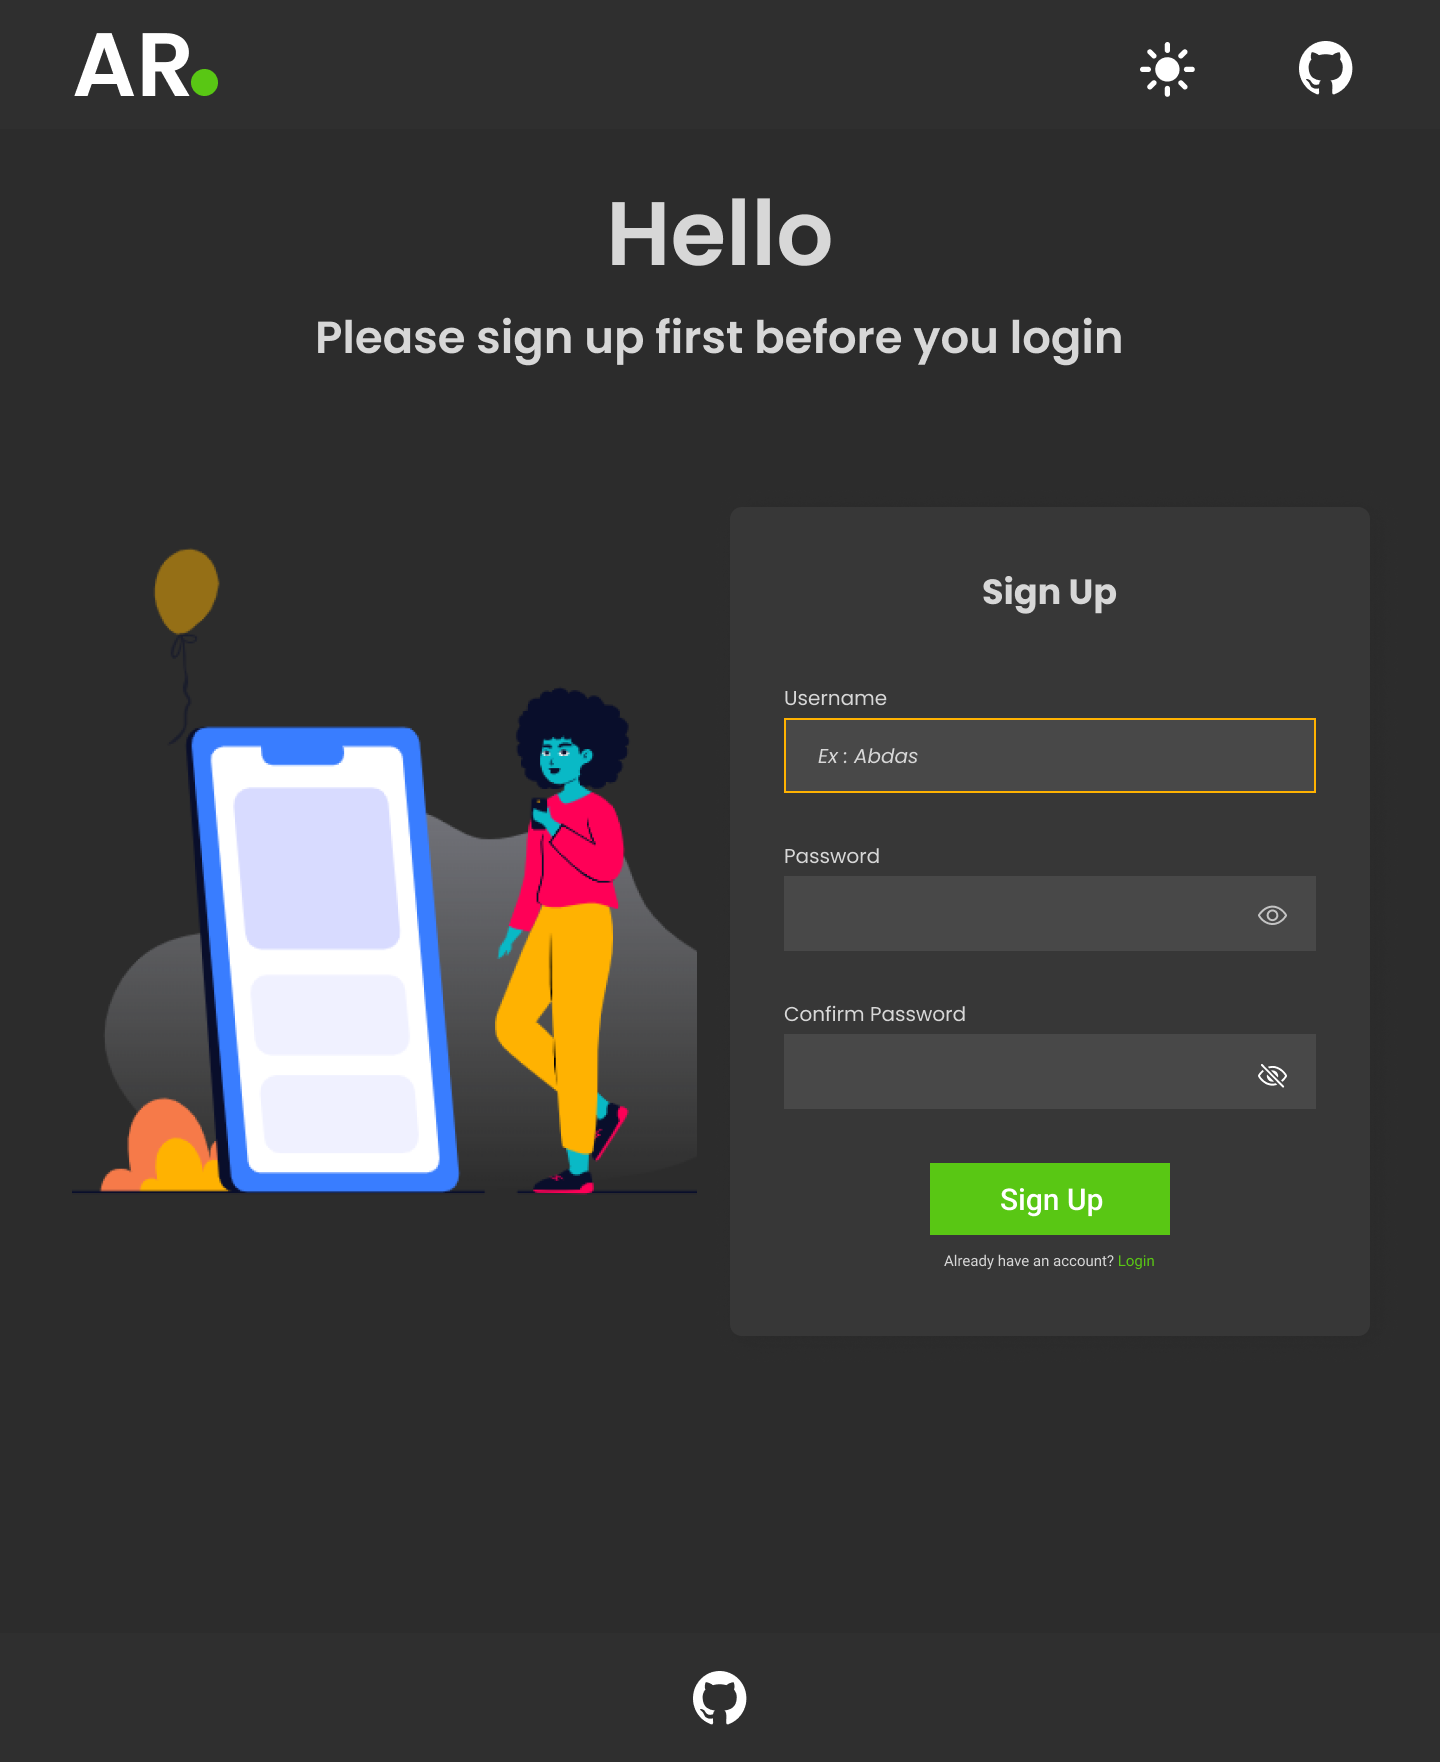 AR.
Hello
Please sign up first before you login
Sign Up
Username
Ex : Abdas
Password
Confirm Password
Sign Up
Already have an account? Login